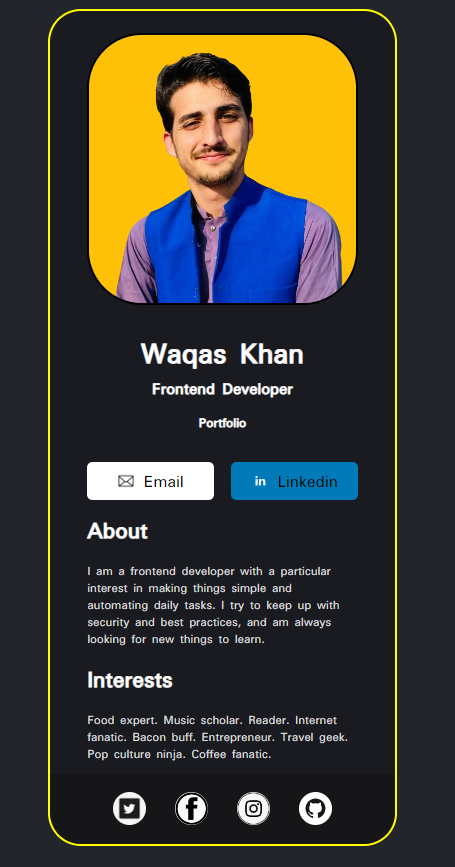 Waqas Khan
Frontend Developer
Portfolio
Email
in Linkedin
About
I am a frontend developer with a particular
interest in making things simple and
automating daily tasks. I try to keep up with
security and best practices, and am always
looking for new things to learn.
Interests
Food expert. Music scholar. Reader. Internet
fanatic. Bacon buff. Entrepreneur. Travel geek.
Pop culture ninja. Coffee fanatic.